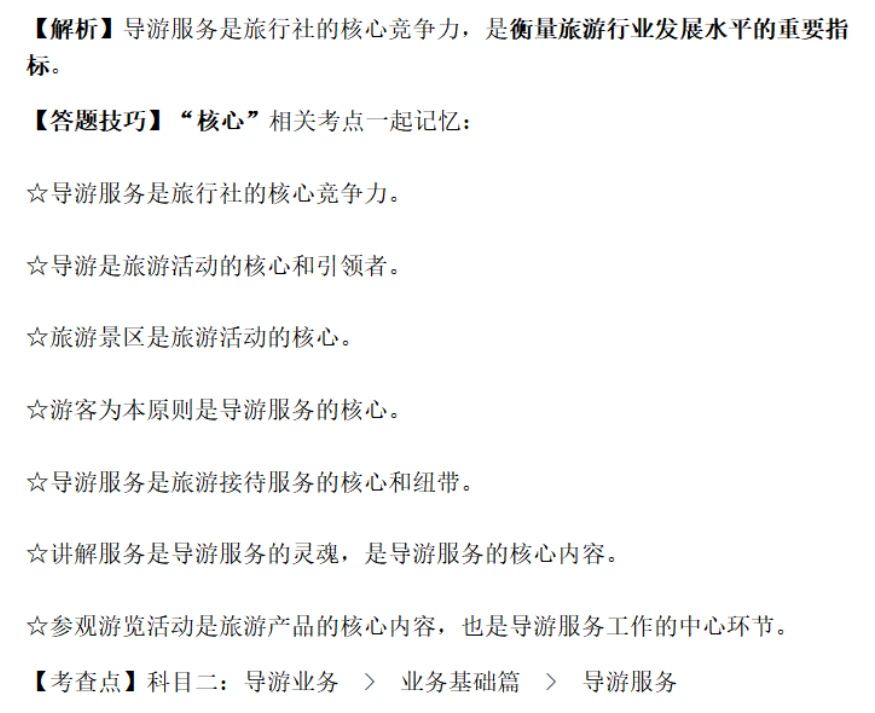 【解析】导游服务是旅行社的核心竞争力，是衡量旅游行业发展水平的重要指
标。
【答题技巧】“核心”相关考点一起记忆：
☆导游服务是旅行社的核心竞争力。
☆导游是旅游活动的核心和引领者。
☆旅游景区是旅游活动的核心。
☆游客为本原则是导游服务的核心。
☆导游服务是旅游接待服务的核心和纽带。
☆讲解服务是导游服务的灵魂，是导游服务的核心内容。
☆参观游览活动是旅游产品的核心内容，也是导游服务工作的中心环节。
【考查点】科目二：导游业务 > 业务基础篇 > 导游服务